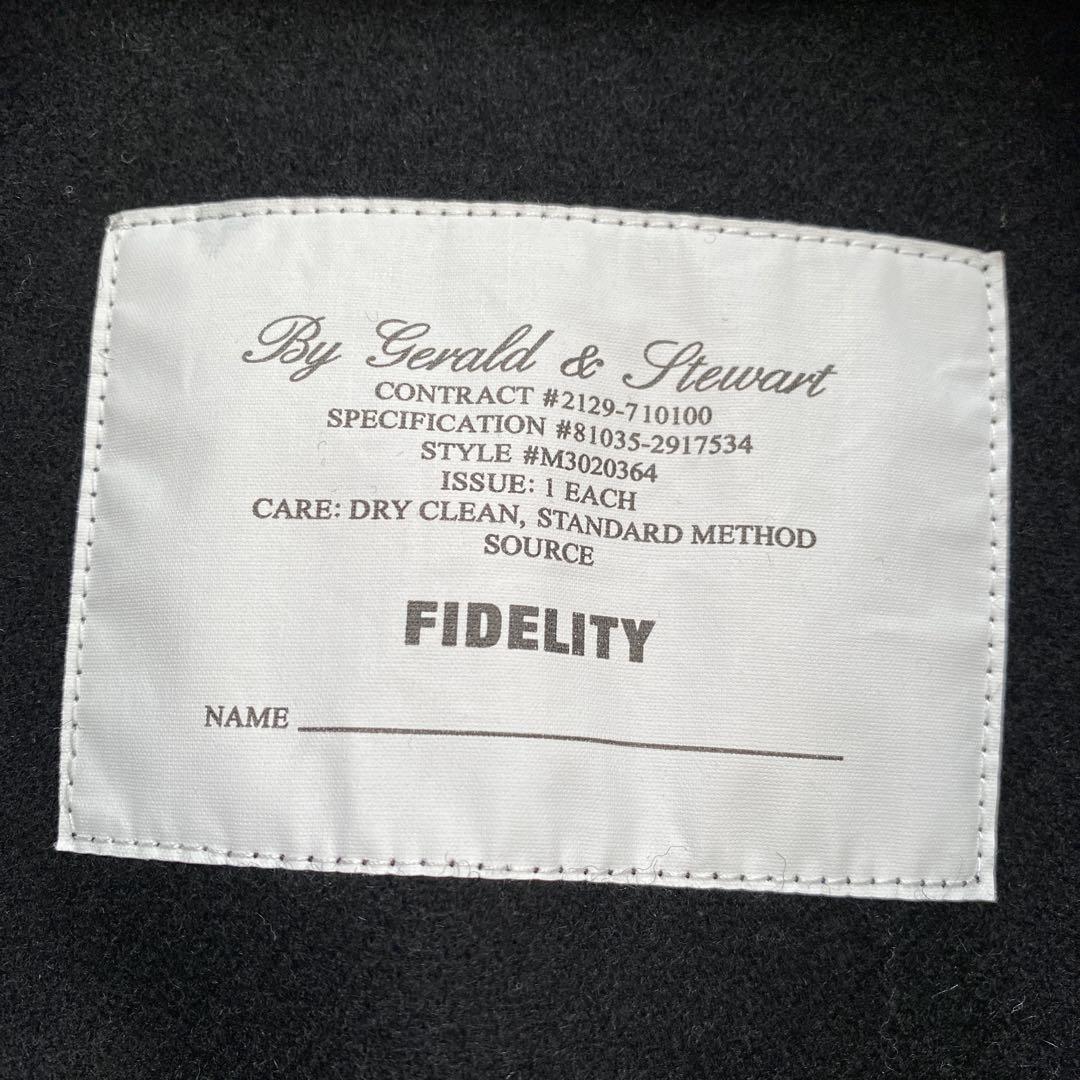 By Gerald & Stewart
CONTRACT #2129-710100
SPECIFICATION #81035-2917534
STYLE #M3020364
ISSUE: 1 EACH
CARE: DRY CLEAN, STANDARD METHOD
SOURCE
FIDELITY
NAME